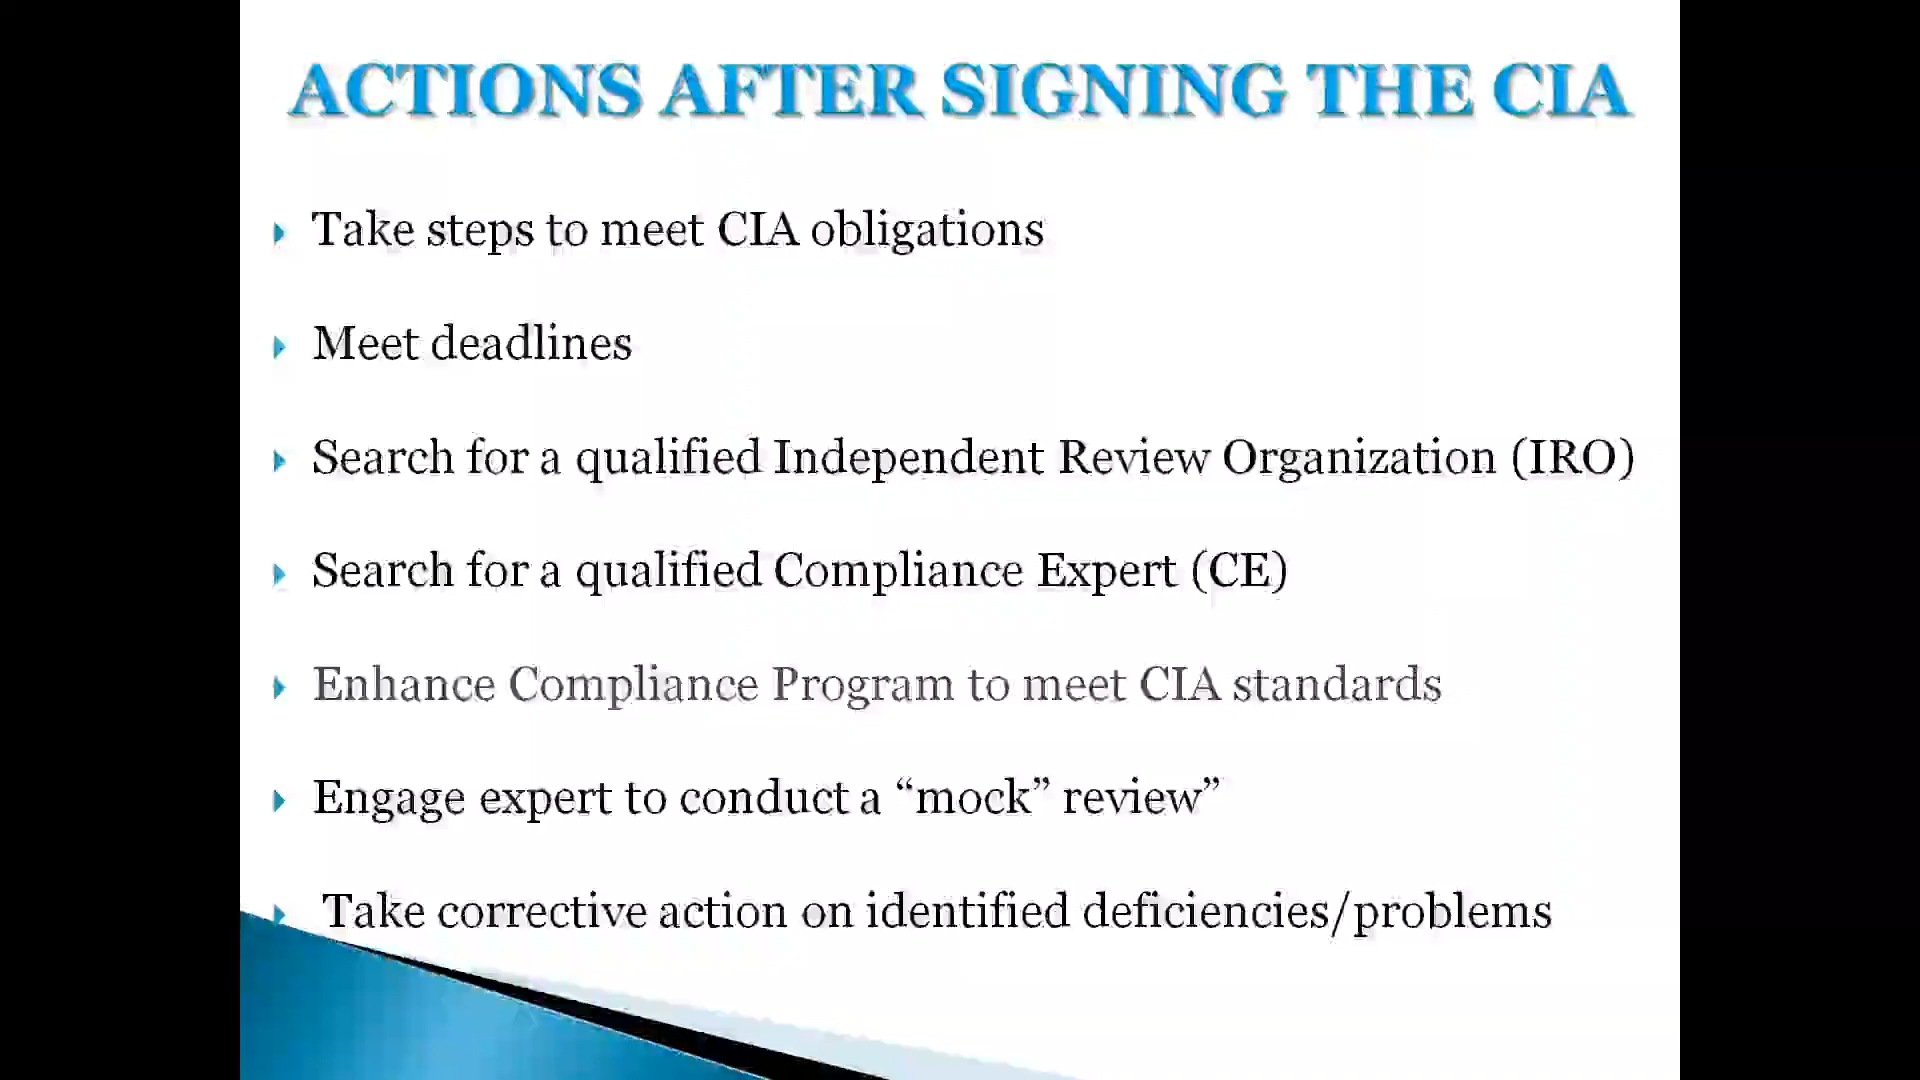 ACTIONS AFTER SIGNING THE CIA
Take steps to meet CIA obligations
Meet deadlines
Search for a qualified Independent Review Organization (IRO)
Search for a qualified Compliance Expert (CE)
Enhance Compliance Program to meet CIA standards
Engage expert to conduct a “mock” review”
Take corrective action on identified deficiencies/problems